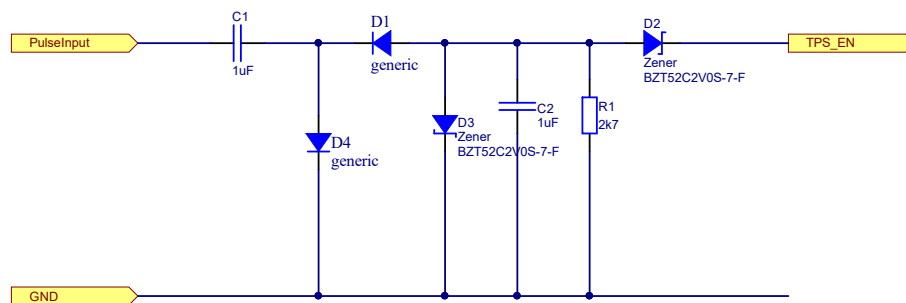 C1
1uF
D1
generic
D2
Zener
BZT52C2V0S-7-F
PulseInput
TPS_EN
D4
generic
D3
Zener
BZT52C2V0S-7-F
C2
1uF
R1
2k7
GND